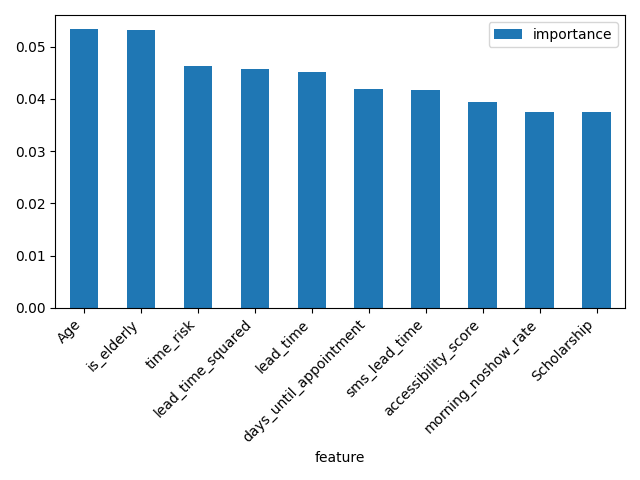 importance
0.05
0.04
0.03
0.02
0.01
0.00
Age
is_elderly
time_risk
lead_time_squared
lead_time
days_until_appointment
sms_lead_time
accessibility_score
morning_noshow_rate
Scholarship
feature